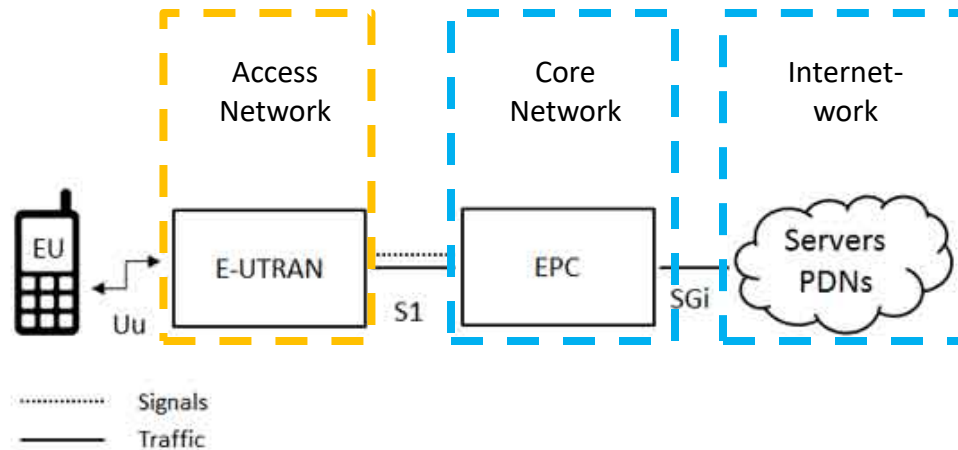 Access
Network
Core
Network
Internet-
work
EU
E-UTRAN
EPC
Servers
PDNs
Uu
S1
SGi
Signals
Traffic